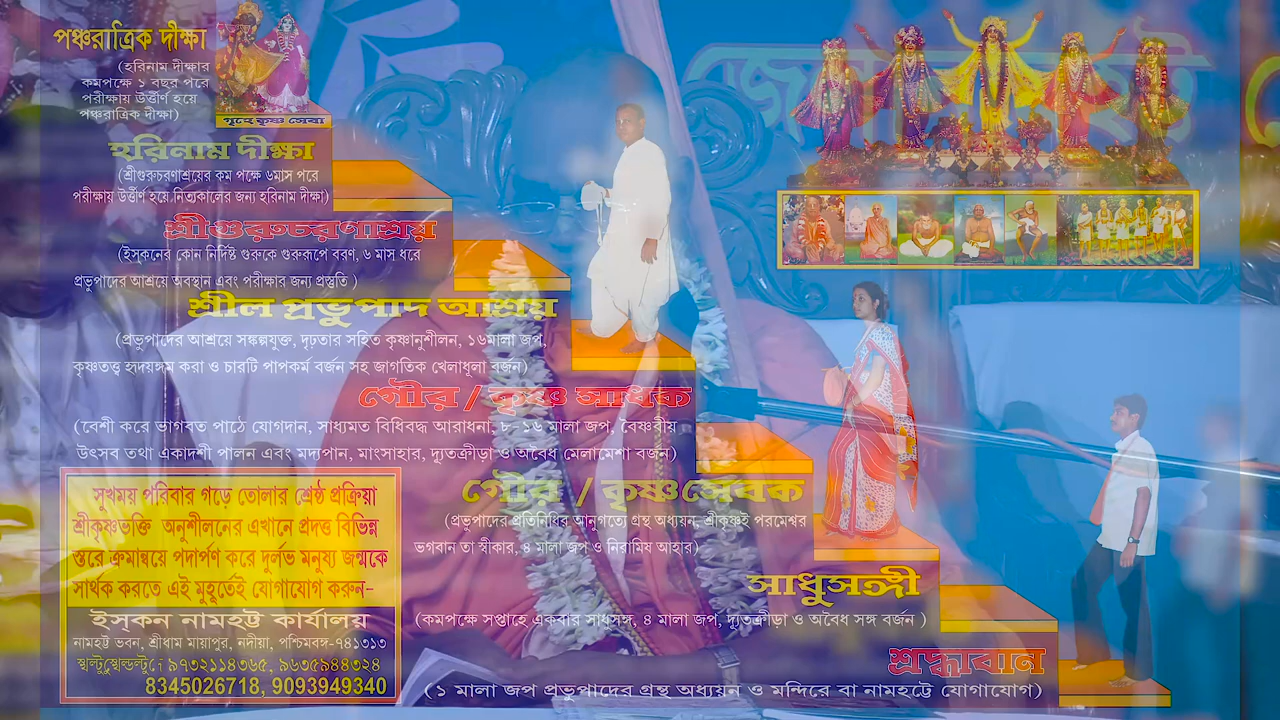 পঞ্চরাত্রিক দীক্ষা
(হরিনাম দীক্ষার
কমপক্ষে ১ বছর পরে
পরীক্ষায় উর্ত্তীর্ণ হয়ে
পঞ্চরাত্রিক দীক্ষা)
গৃহে কৃষ্ণ সেবা
হরিনাম দীক্ষা
(শ্রীগুরুচরণাশ্রয়ের কম পক্ষে ৬মাস পরে
পরীক্ষায় উর্ত্তীর্ণ হয়ে নিত্যকালের জন্য হরিনাম দীক্ষা)
শ্রীগুরুচরণাশ্রয়
(ইস্‌কনের কোন নির্দিষ্ট গুরুকে গুরুরূপে বরণ, ৬ মাস ধরে
প্রভুপাদের আশ্রয়ে অবস্থান এবং পরীক্ষার জন্য প্রস্তুতি )
শ্রীল প্রভুপাদ আশ্রয়
(প্রভুপাদের আশ্রয়ে সঙ্কল্পযুক্ত, দৃঢ়তার সহিত কৃষ্ণানুশীলন, ১৬মালা জপ,
কৃষ্ণতত্ত্ব হৃদয়ঙ্গম করা ও চারটি পাপকর্ম বর্জন সহ জাগতিক খেলাধূলা বর্জন)
গৌর / কৃষ্ণ সাধক
(বেশী করে ভাগবত পাঠে যোগদান, সাধ্যমত বিধিবদ্ধ আরাধনা, ৮-১৬ মালা জপ, বৈষ্ণবীয়
উৎসব তথা একাদশী পালন এবং মদ্যপান, মাংসাহার, দ্যূতক্রীড়া ও অবৈধ মেলামেশা বর্জন)
গৌর / কৃষ্ণসেবক
(প্রভুপাদের প্রতিনিধির আনুগত্যে গ্রন্থ অধ্যয়ন, শ্রীকৃষ্ণই পরমেশ্বর
ভগবান তা স্বীকার, ৪ মালা জপ ও নিরামিষ আহার)
সাধুসঙ্গী
(কমপক্ষে সপ্তাহে একবার সাধুসঙ্গ, ৪ মালা জপ, দ্যূতক্রীড়া ও অবৈধ সঙ্গ বর্জন )
শ্রদ্ধাবান
(১ মালা জপ প্রভুপাদের গ্রন্থ অধ্যয়ন ও মন্দিরে বা নামহট্টে যোগাযোগ)
সুখময় পরিবার গড়ে তোলার শ্রেষ্ঠ প্রক্রিয়া
শ্রীকৃষ্ণভক্তি অনুশীলনের এখানে প্রদত্ত বিভিন্ন
স্তরে ক্রমান্বয়ে পদার্পণ করে দুর্লভ মনুষ্য জন্মকে
সার্থক করতে এই মুহূর্তেই যোগাযোগ করুন-
ইস্‌কন নামহট্ট কার্যালয়
নামহট্ট ভবন, শ্রীধাম মায়াপুর, নদীয়া, পশ্চিমবঙ্গ-৭৪১৩১৩
৯৭৩২১১৪৩৬৫, ৯৬৩৫৯৪৪৩২৪
8345026718, 9093949340